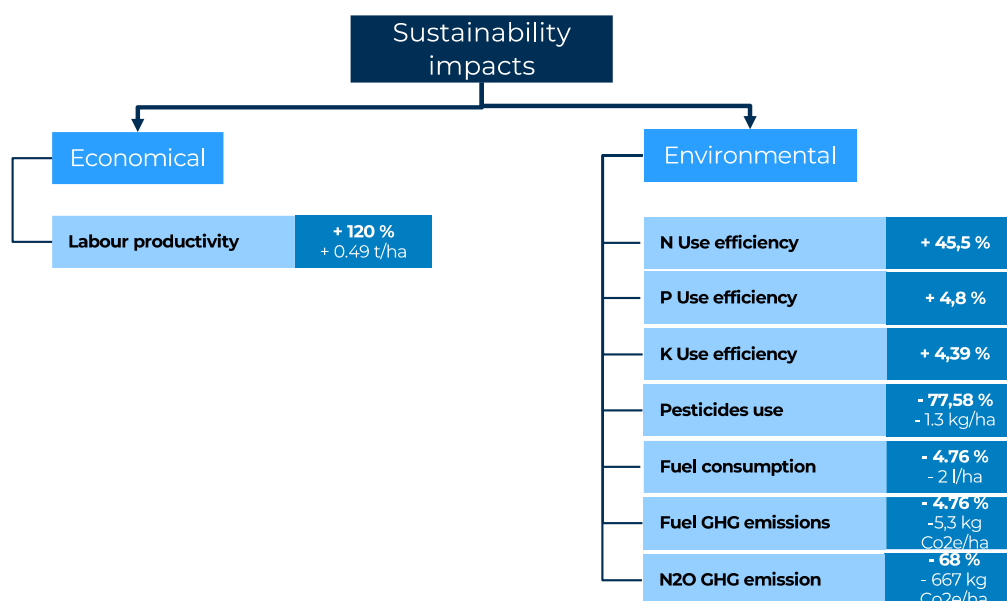 Sustainability
impacts
Economical
Labour productivity
+ 120 %
+ 0.49 t/ha
Environmental
N Use efficiency
+ 45,5 %
P Use efficiency
+ 4,8 %
K Use efficiency
+ 4,39 %
Pesticides use
- 77,58 %
- 1.3 kg/ha
Fuel consumption
- 4.76 %
- 2 l/ha
Fuel GHG emissions
- 4.76 %
-5,3 kg
Co2e/ha
N2O GHG emission
- 68 %
- 667 kg
Co2e/ha